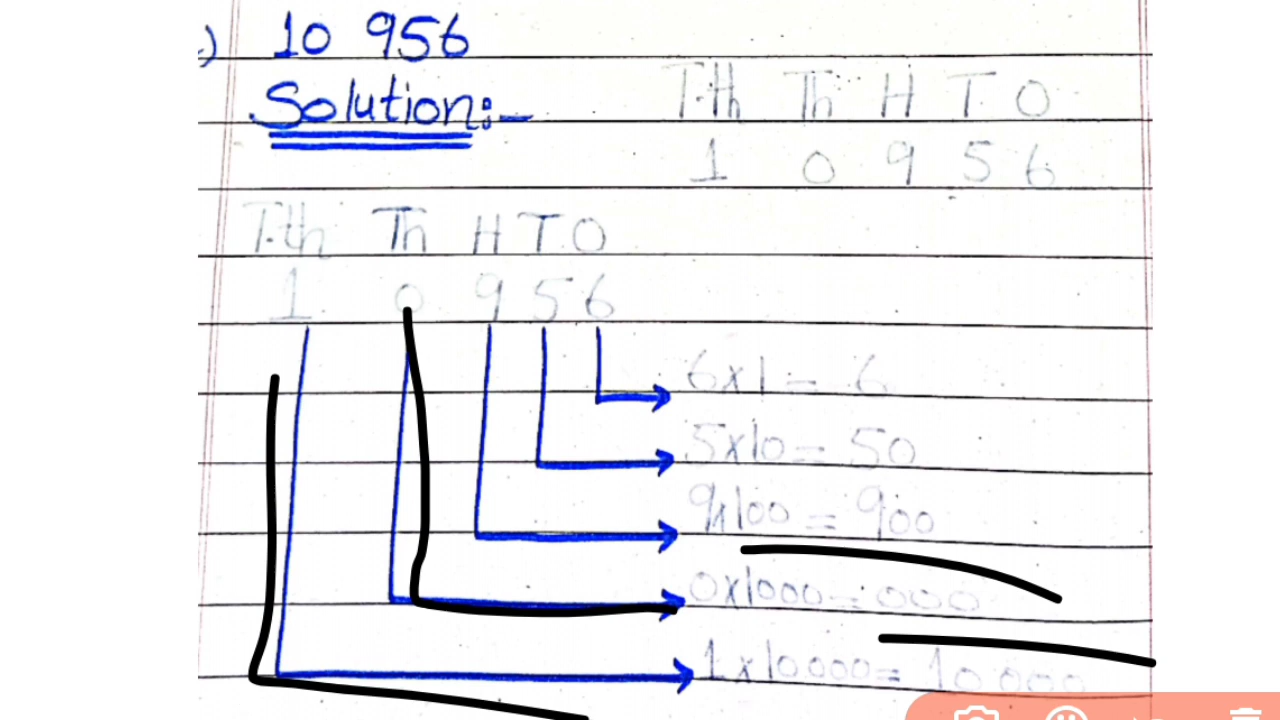 ) 10 956
Solution:-
T.th Th H T O
1 0 9 5 6
T.th Th H T O
1 0 9 5 6
6x1 = 6
5x10 = 50
9x100 = 900
0x1000 = 000
1x10000 = 10000